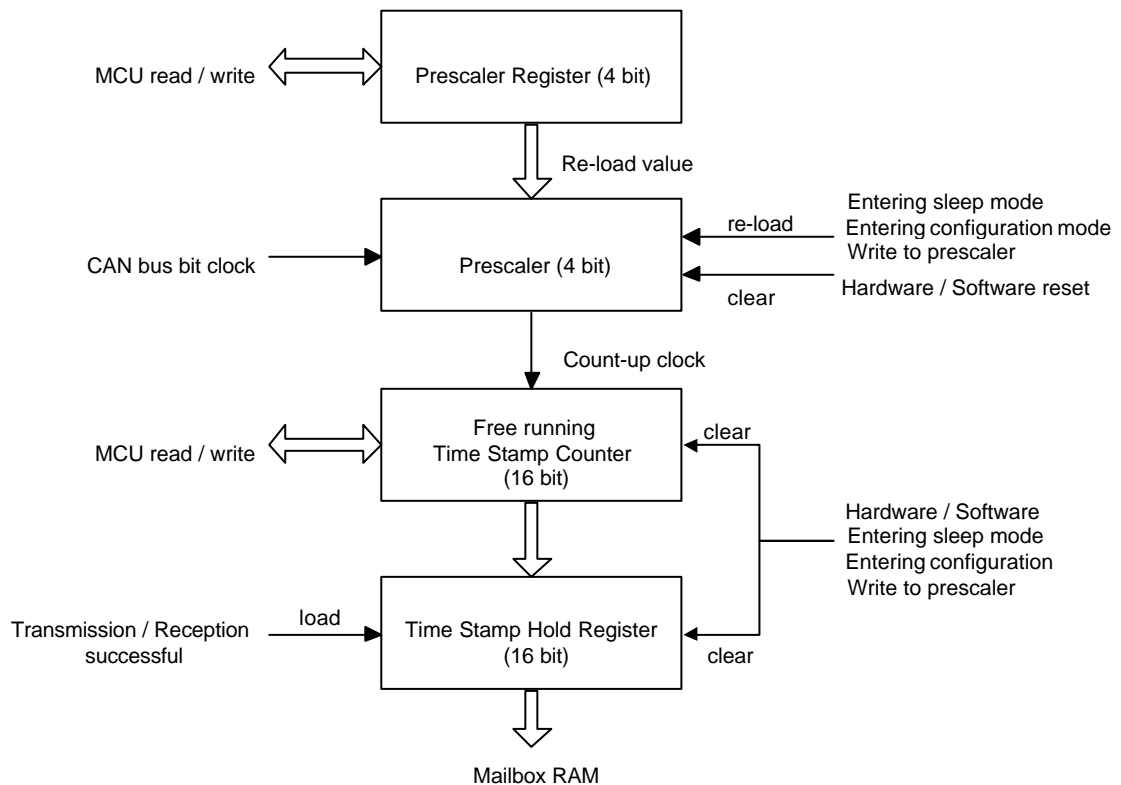 MCU read / write
Prescaler Register (4 bit)
Re-load value
CAN bus bit clock
Prescaler (4 bit)
re-load
Entering sleep mode
Entering configuration mode
Write to prescaler
clear
Hardware / Software reset
Count-up clock
MCU read / write
Free running
Time Stamp Counter
(16 bit)
clear
Hardware / Software
Entering sleep mode
Entering configuration
Write to prescaler
Transmission / Reception
successful
load
Time Stamp Hold Register
(16 bit)
clear
Mailbox RAM